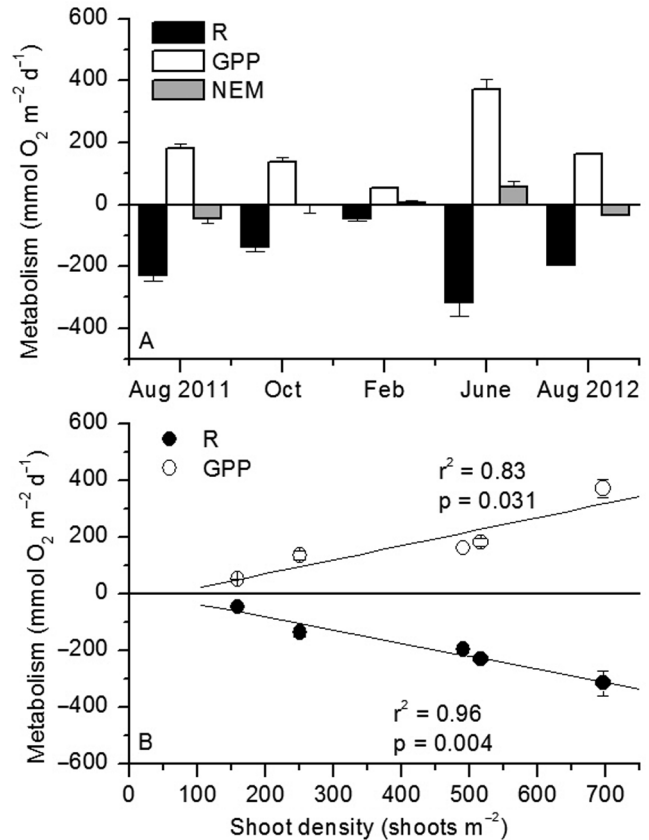 600
400
200
0
−200
−400
Metabolism (mmol O₂ m⁻² d⁻¹)
R
GPP
NEM
A
Aug 2011 Oct Feb June Aug 2012
600
400
200
0
−200
−400
−600
Metabolism (mmol O₂ m⁻² d⁻¹)
R
GPP
r² = 0.83
p = 0.031
r² = 0.96
p = 0.004
B
0 100 200 300 400 500 600 700
Shoot density (shoots m⁻²)